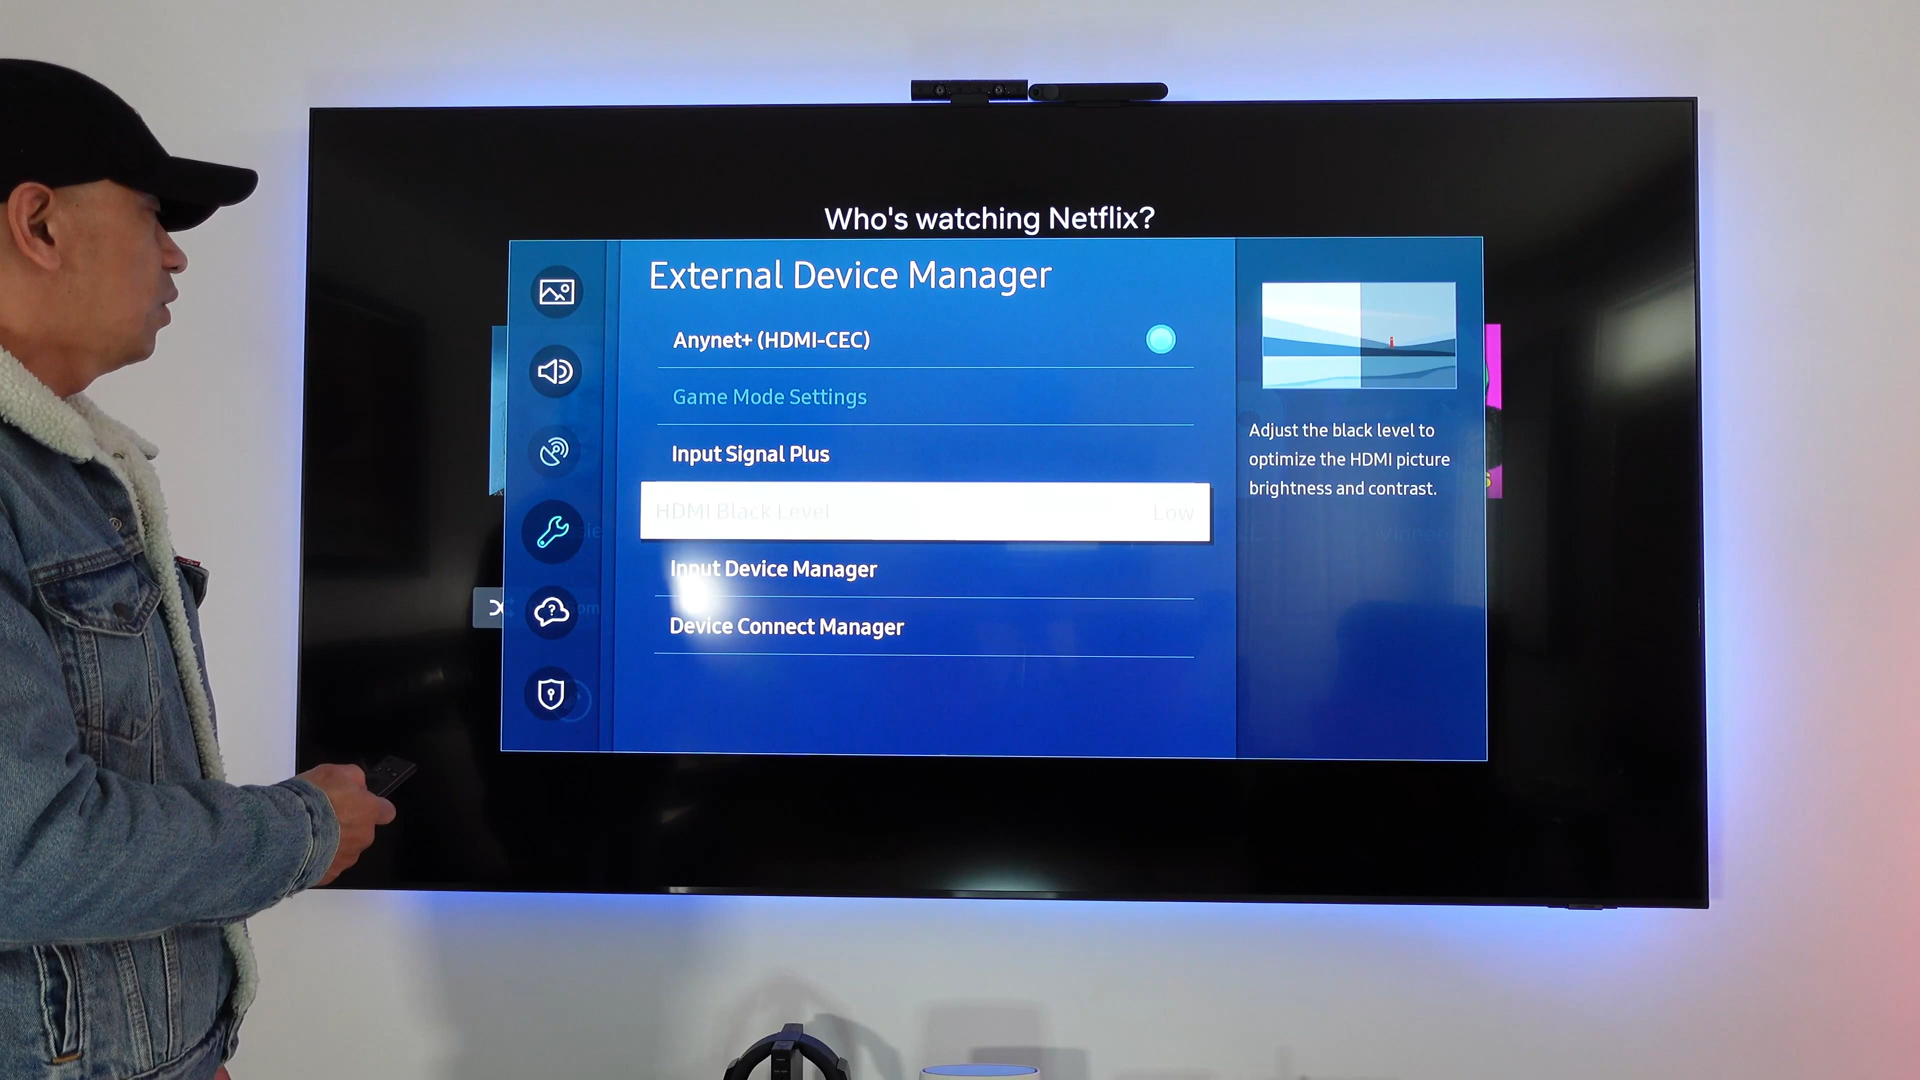 Who's watching Netflix?
External Device Manager
Anynet+ (HDMI-CEC)
Game Mode Settings
Input Signal Plus
HDMI Black Level Low
Input Device Manager
Device Connect Manager
Adjust the black level to
optimize the HDMI picture
brightness and contrast.